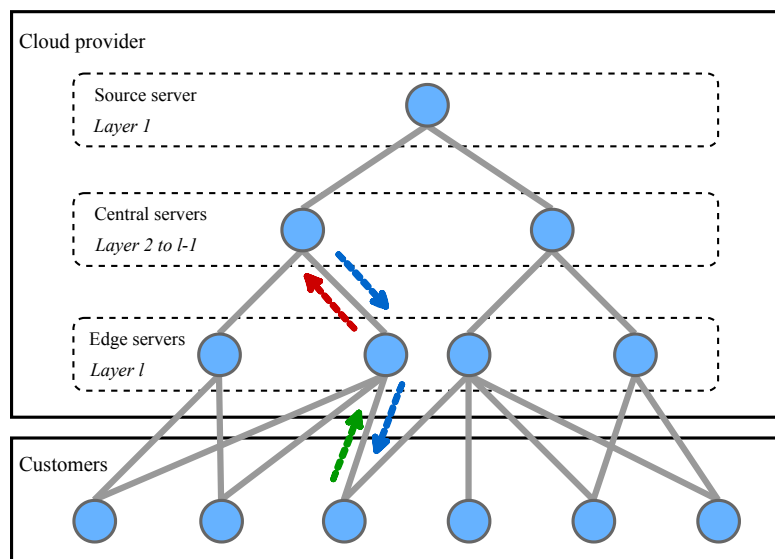 Cloud provider
Source server
Layer 1
Central servers
Layer 2 to l-1
Edge servers
Layer l
Customers